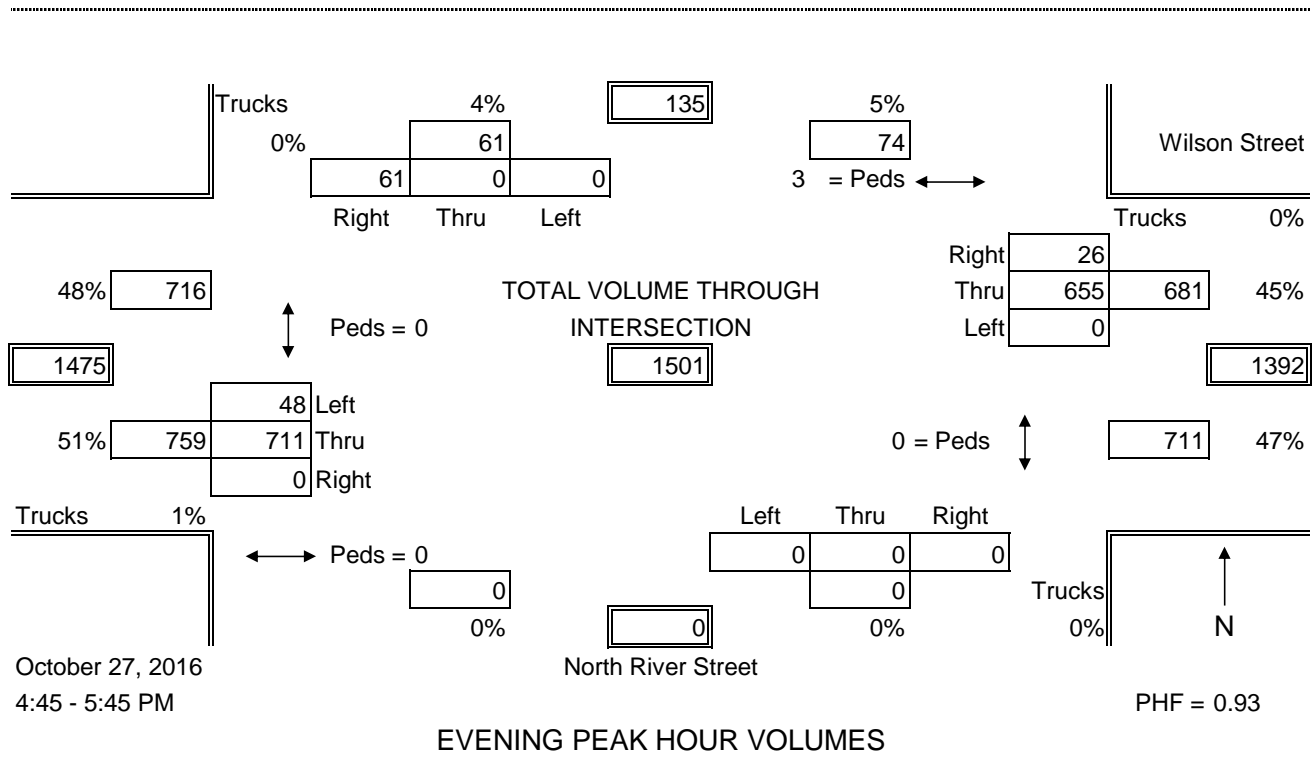 Trucks 4% 135 5%
0% 61 74 Wilson Street
61 0 0 3 = Peds
Right Thru Left Trucks 0%
Right 26
48% 716 TOTAL VOLUME THROUGH Thru 655 681 45%
Peds = 0 INTERSECTION Left 0
1475 1501 1392
48 Left
51% 759 711 Thru 0 = Peds 711 47%
0 Right
Trucks 1% Left Thru Right
Peds = 0 0 0 0
0 0 Trucks
0% 0 0% 0% N
October 27, 2016 North River Street
4:45 - 5:45 PM PHF = 0.93
EVENING PEAK HOUR VOLUMES